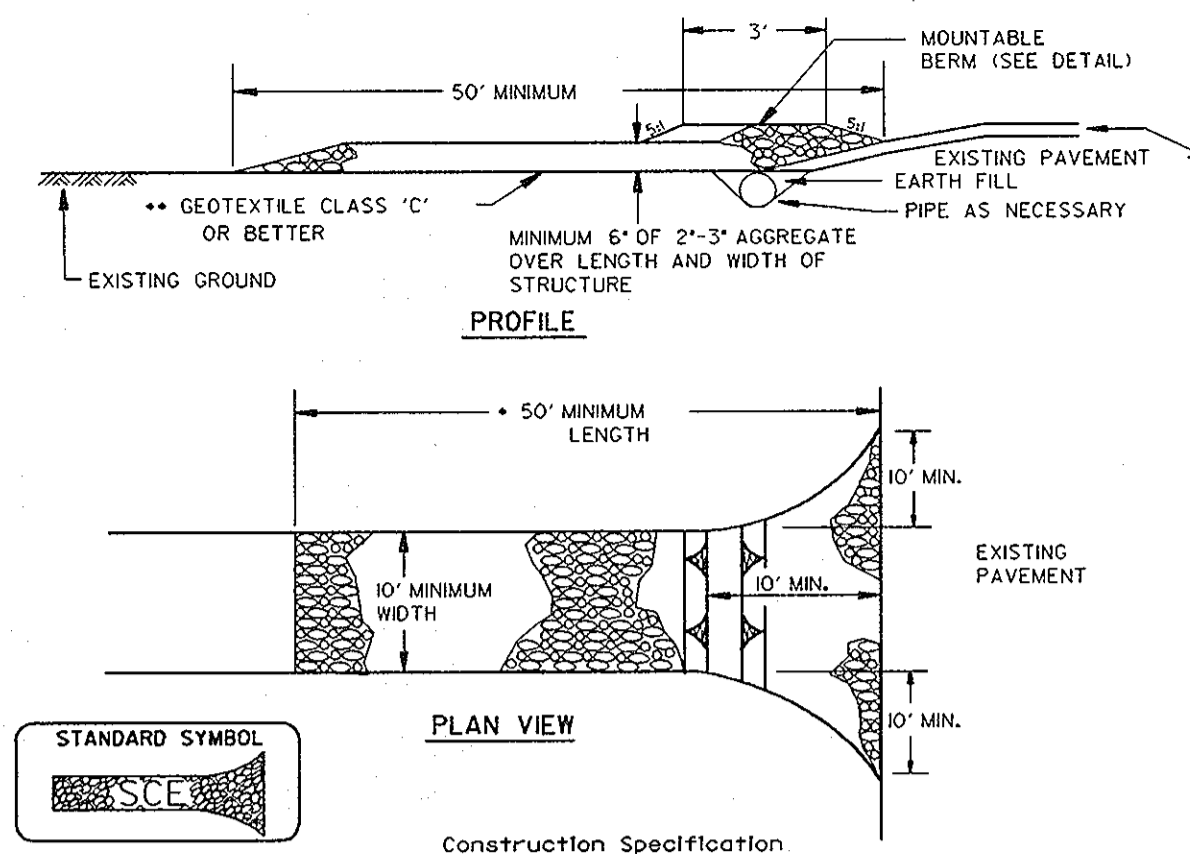 3'
MOUNTABLE
BERM (SEE DETAIL)
50' MINIMUM
5:1
5:1
EXISTING PAVEMENT
EARTH FILL
PIPE AS NECESSARY
** GEOTEXTILE CLASS 'C'
OR BETTER
MINIMUM 6" OF 2"-3" AGGREGATE
OVER LENGTH AND WIDTH OF
STRUCTURE
EXISTING GROUND
PROFILE
* 50' MINIMUM
LENGTH
10' MIN.
EXISTING
PAVEMENT
10' MINIMUM
WIDTH
10' MIN.
10' MIN.
PLAN VIEW
STANDARD SYMBOL
SCE
Construction Specification